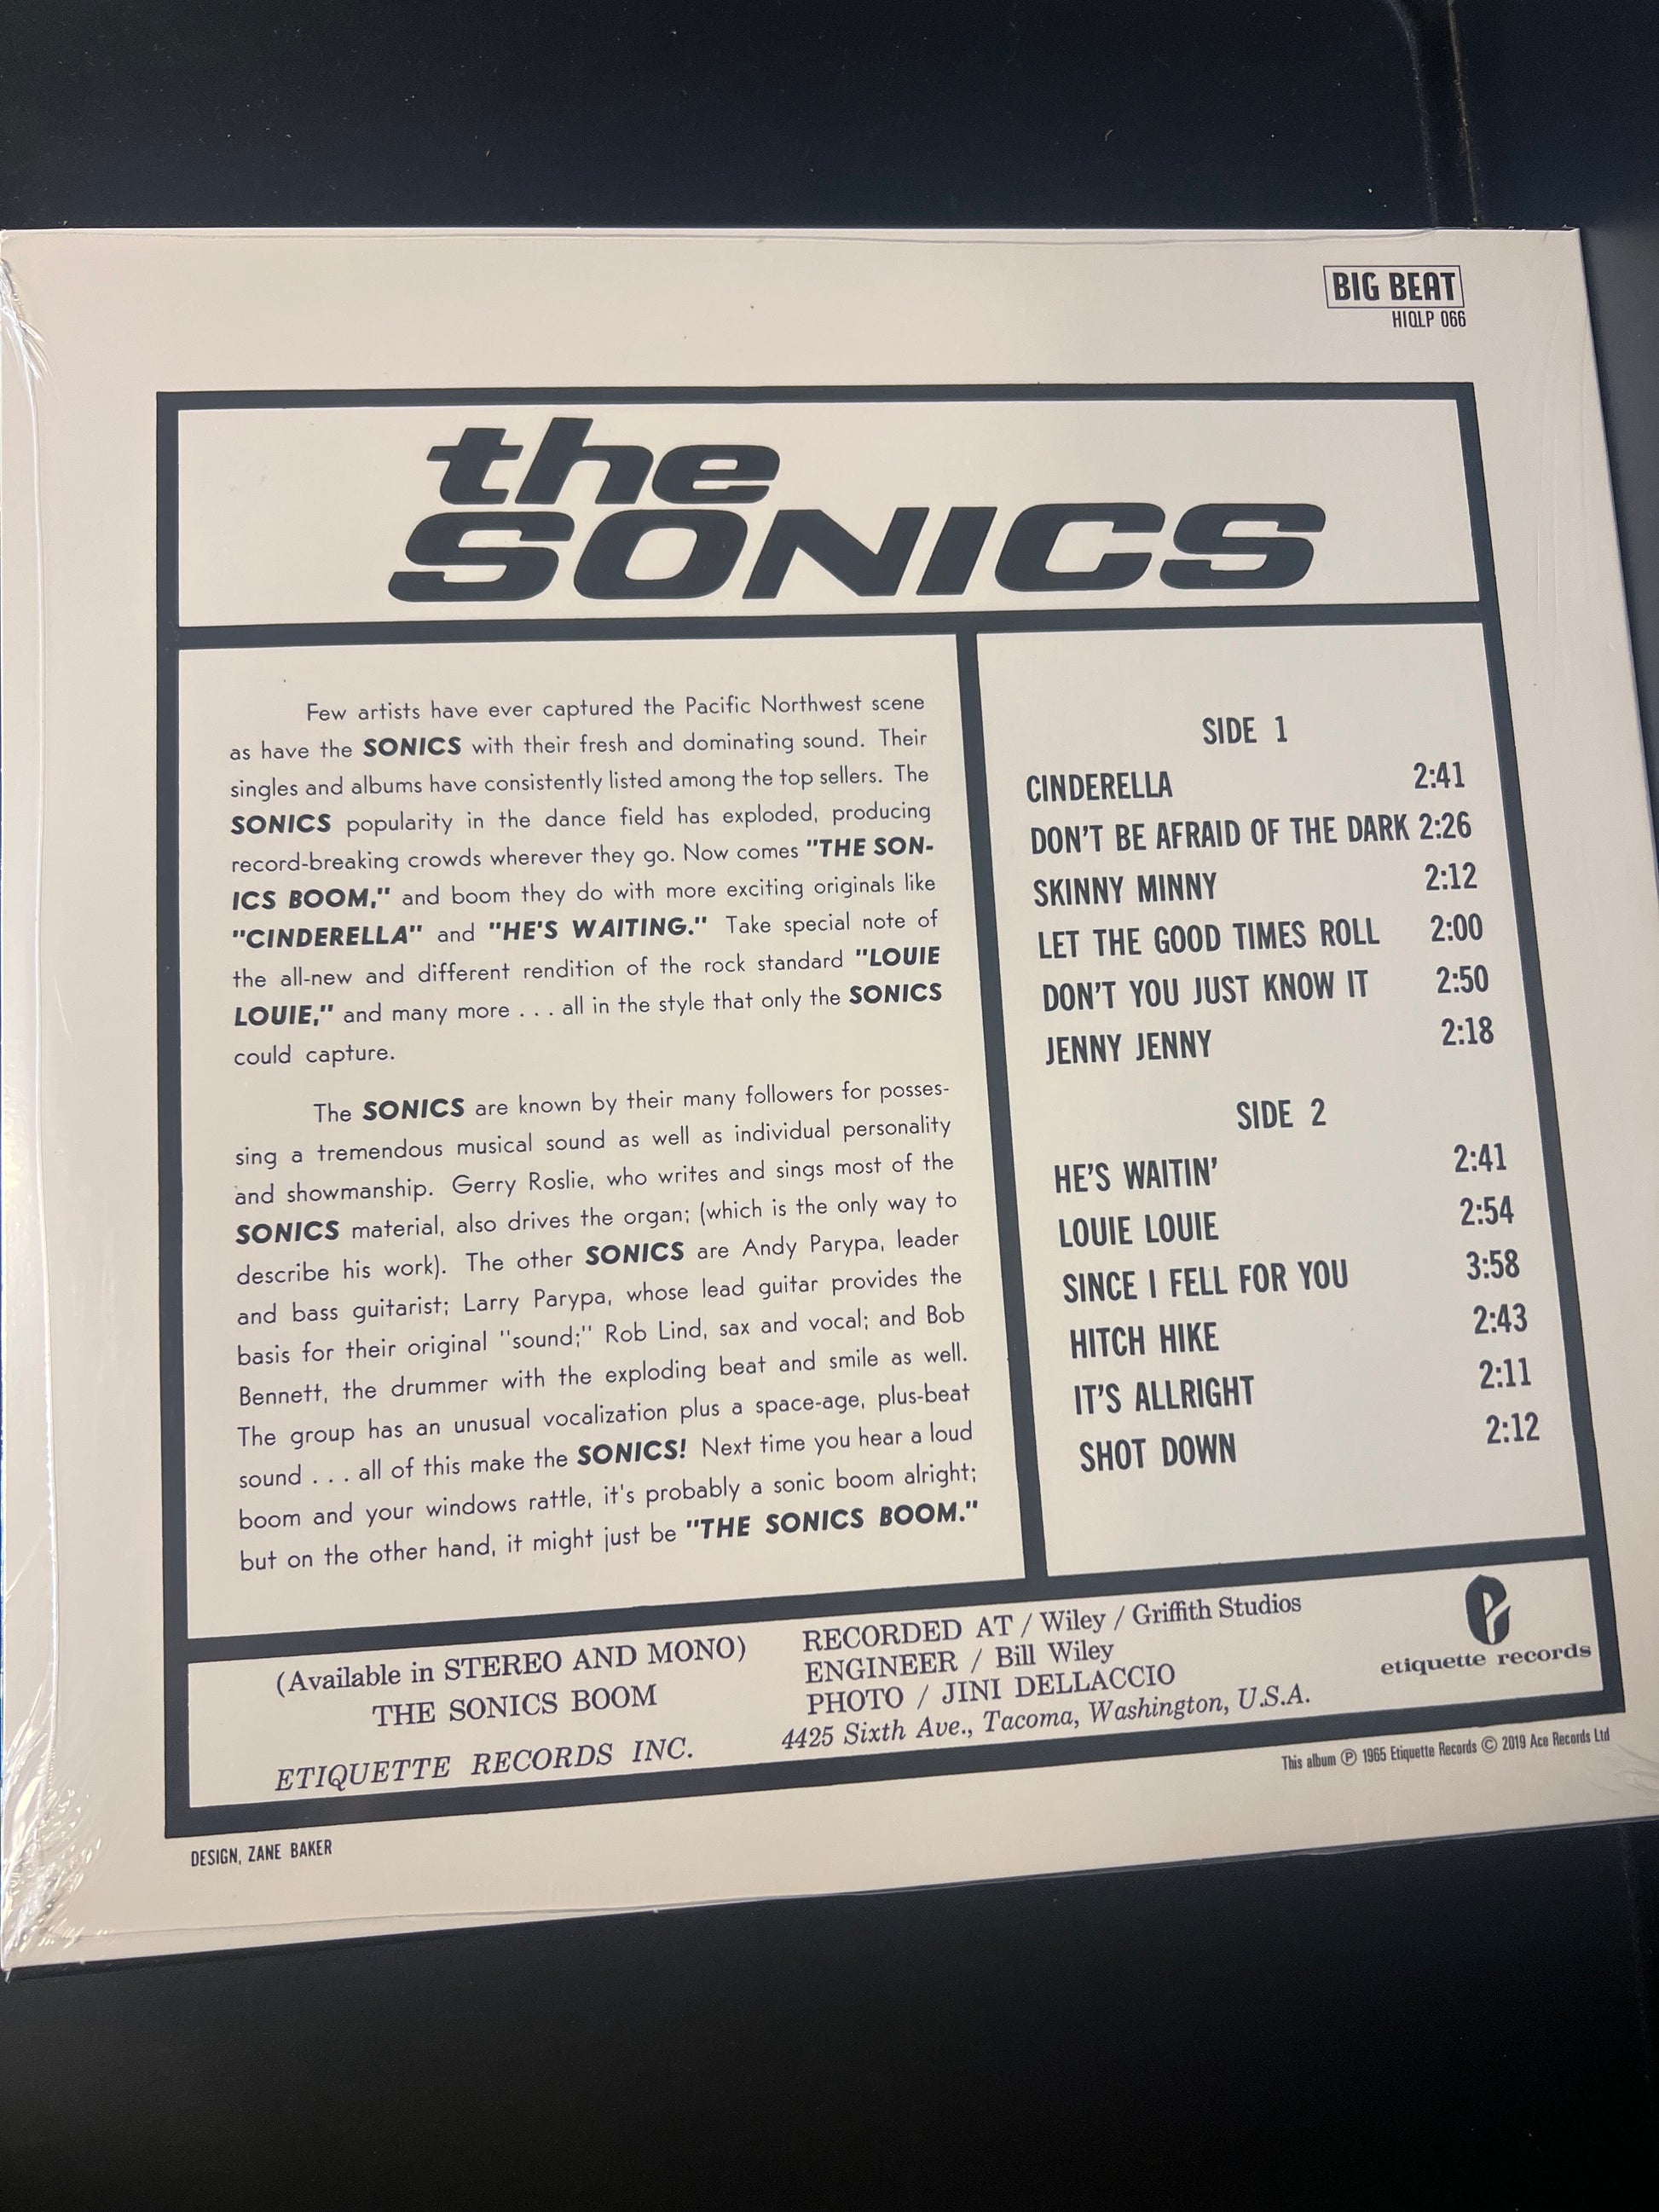 BIG BEAT
HIQLP 066
the
SONICS
Few artists have ever captured the Pacific Northwest scene
as have the SONICS with their fresh and dominating sound. Their
singles and albums have consistently listed among the top sellers. The
SONICS popularity in the dance field has exploded, producing
record-breaking crowds wherever they go. Now comes "THE SON-
ICS BOOM," and boom they do with more exciting originals like
"CINDERELLA" and "HE'S WAITING." Take special note of
the all-new and different rendition of the rock standard "LOUIE
LOUIE," and many more . . . all in the style that only the SONICS
could capture.
The SONICS are known by their many followers for posses-
sing a tremendous musical sound as well as individual personality
and showmanship. Gerry Roslie, who writes and sings most of the
SONICS material, also drives the organ; (which is the only way to
describe his work). The other SONICS are Andy Parypa, leader
and bass guitarist; Larry Parypa, whose lead guitar provides the
basis for their original "sound;" Rob Lind, sax and vocal; and Bob
Bennett, the drummer with the exploding beat and smile as well.
The group has an unusual vocalization plus a space-age, plus-beat
sound . . . all of this make the SONICS! Next time you hear a loud
boom and your windows rattle, it's probably a sonic boom alright;
but on the other hand, it might just be "THE SONICS BOOM."
SIDE 1
CINDERELLA 2:41
DON'T BE AFRAID OF THE DARK 2:26
SKINNY MINNY 2:12
LET THE GOOD TIMES ROLL 2:00
DON'T YOU JUST KNOW IT 2:50
JENNY JENNY 2:18
SIDE 2
HE'S WAITIN' 2:41
LOUIE LOUIE 2:54
SINCE I FELL FOR YOU 3:58
HITCH HIKE 2:43
IT'S ALLRIGHT 2:11
SHOT DOWN 2:12
(Available in STEREO AND MONO)
THE SONICS BOOM
ETIQUETTE RECORDS INC.
RECORDED AT / Wiley / Griffith Studios
ENGINEER / Bill Wiley
PHOTO / JINI DELLACCIO
4425 Sixth Ave., Tacoma, Washington, U.S.A.
etiquette records
This album ℗ 1965 Etiquette Records © 2019 Ace Records Ltd
DESIGN, ZANE BAKER